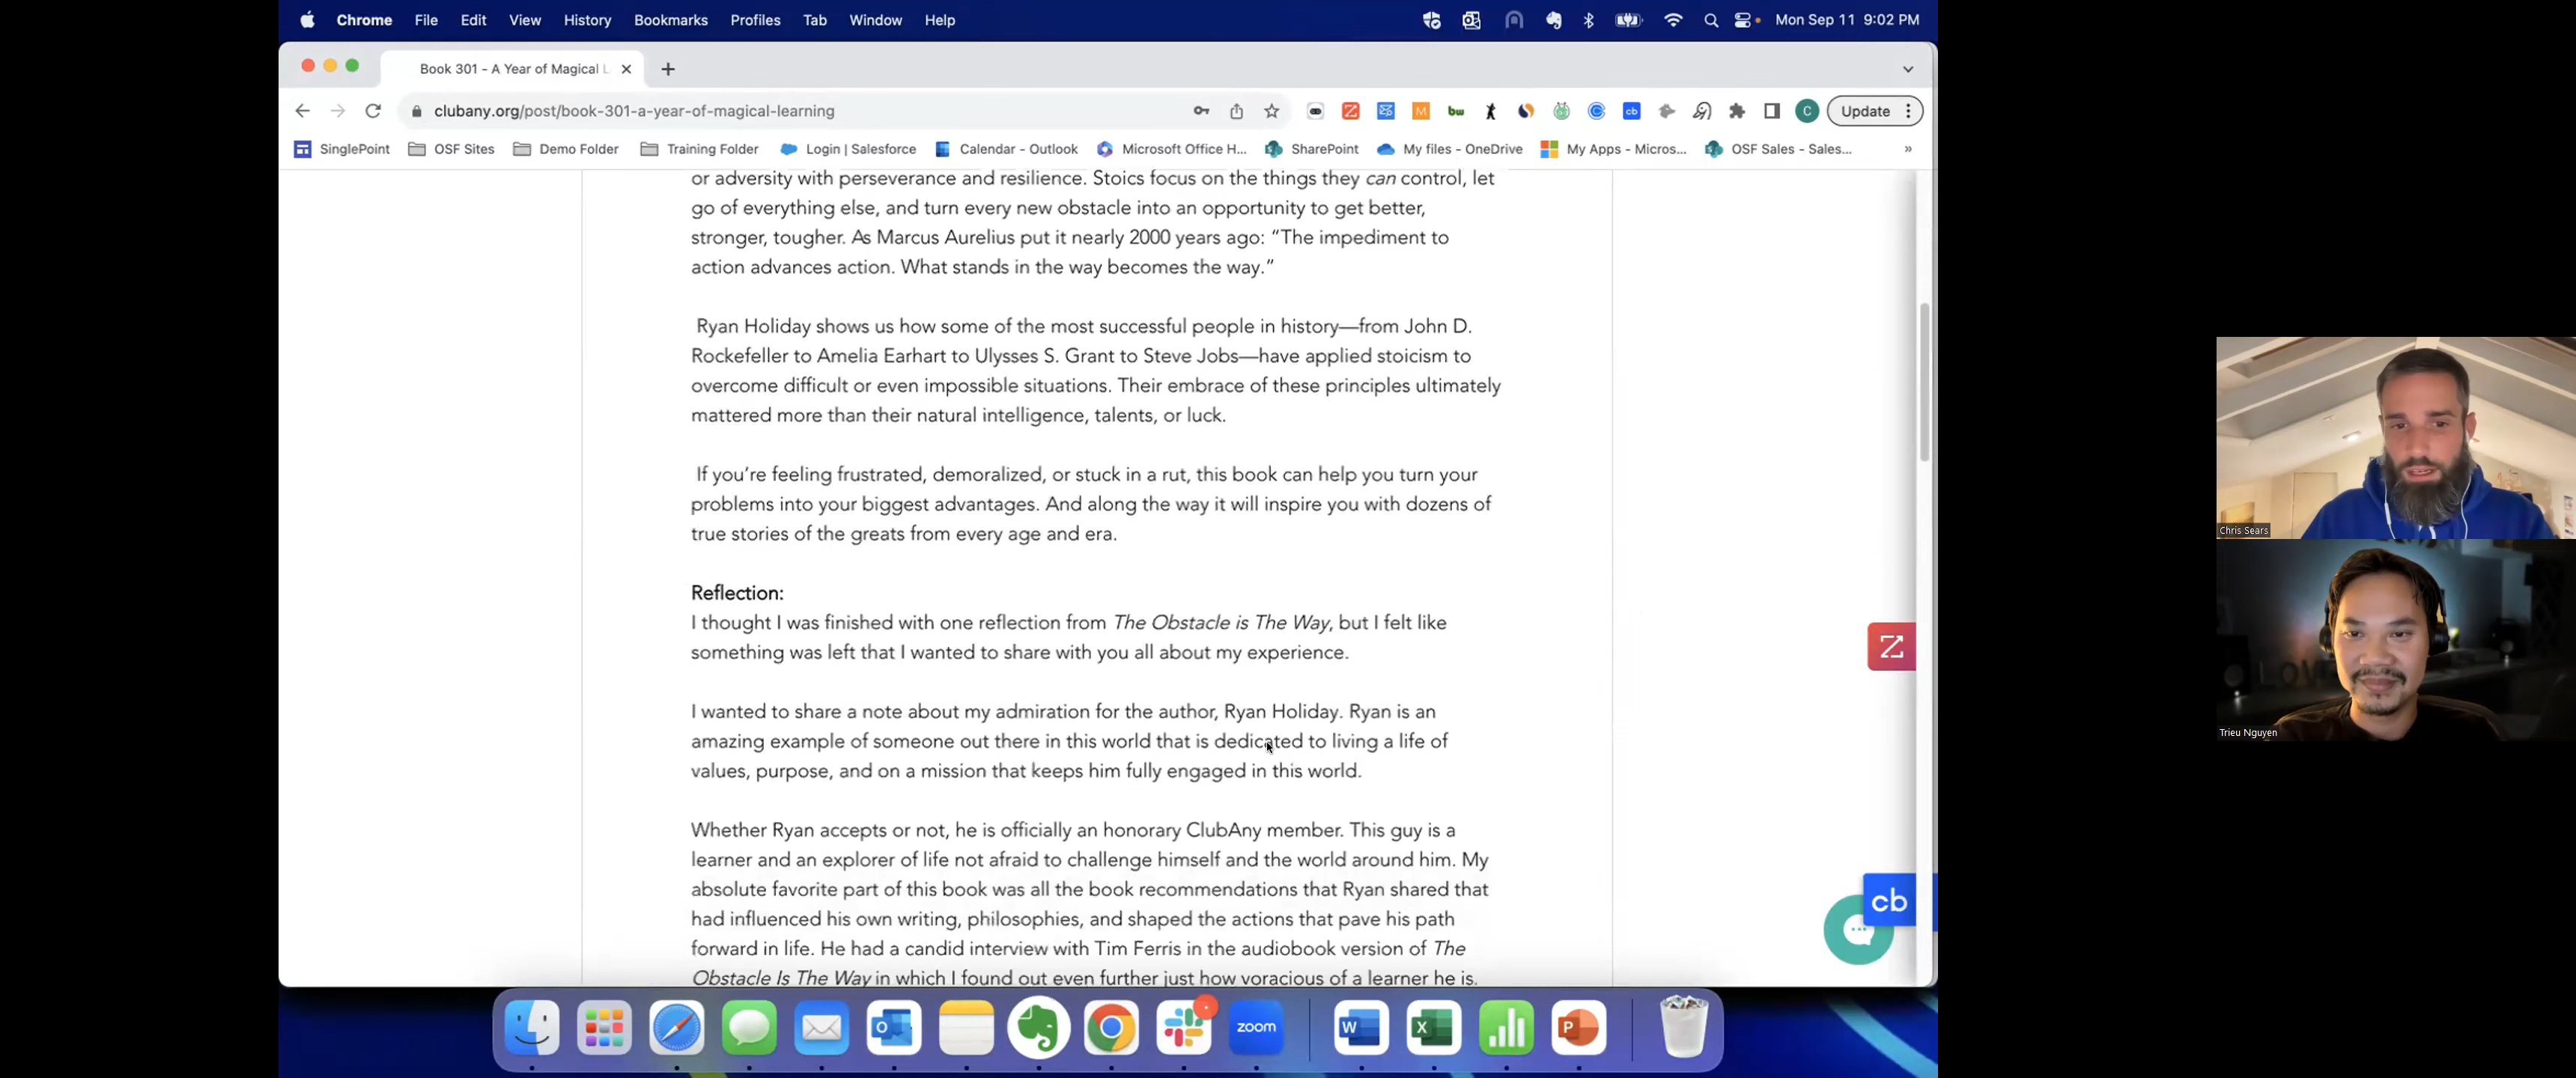 Chrome File Edit View History Bookmarks Profiles Tab Window Help
Mon Sep 11 9:02 PM
Book 301 - A Year of Magical L
clubany.org/post/book-301-a-year-of-magical-learning
M bw cb C Update
SinglePoint OSF Sites Demo Folder Training Folder Login | Salesforce Calendar - Outlook Microsoft Office H... SharePoint My files - OneDrive My Apps - Micros... OSF Sales - Sales... »
or adversity with perseverance and resilience. Stoics focus on the things they can control, let
go of everything else, and turn every new obstacle into an opportunity to get better,
stronger, tougher. As Marcus Aurelius put it nearly 2000 years ago: “The impediment to
action advances action. What stands in the way becomes the way.”
Ryan Holiday shows us how some of the most successful people in history—from John D.
Rockefeller to Amelia Earhart to Ulysses S. Grant to Steve Jobs—have applied stoicism to
overcome difficult or even impossible situations. Their embrace of these principles ultimately
mattered more than their natural intelligence, talents, or luck.
If you’re feeling frustrated, demoralized, or stuck in a rut, this book can help you turn your
problems into your biggest advantages. And along the way it will inspire you with dozens of
true stories of the greats from every age and era.
Reflection:
I thought I was finished with one reflection from The Obstacle is The Way, but I felt like
something was left that I wanted to share with you all about my experience.
I wanted to share a note about my admiration for the author, Ryan Holiday. Ryan is an
amazing example of someone out there in this world that is dedicated to living a life of
values, purpose, and on a mission that keeps him fully engaged in this world.
Whether Ryan accepts or not, he is officially an honorary ClubAny member. This guy is a
learner and an explorer of life not afraid to challenge himself and the world around him. My
absolute favorite part of this book was all the book recommendations that Ryan shared that
had influenced his own writing, philosophies, and shaped the actions that pave his path
forward in life. He had a candid interview with Tim Ferris in the audiobook version of The
Obstacle Is The Way in which I found out even further just how voracious of a learner he is.
cb
O zoom W X P
Chris Sears
LOVE
Trieu Nguyen